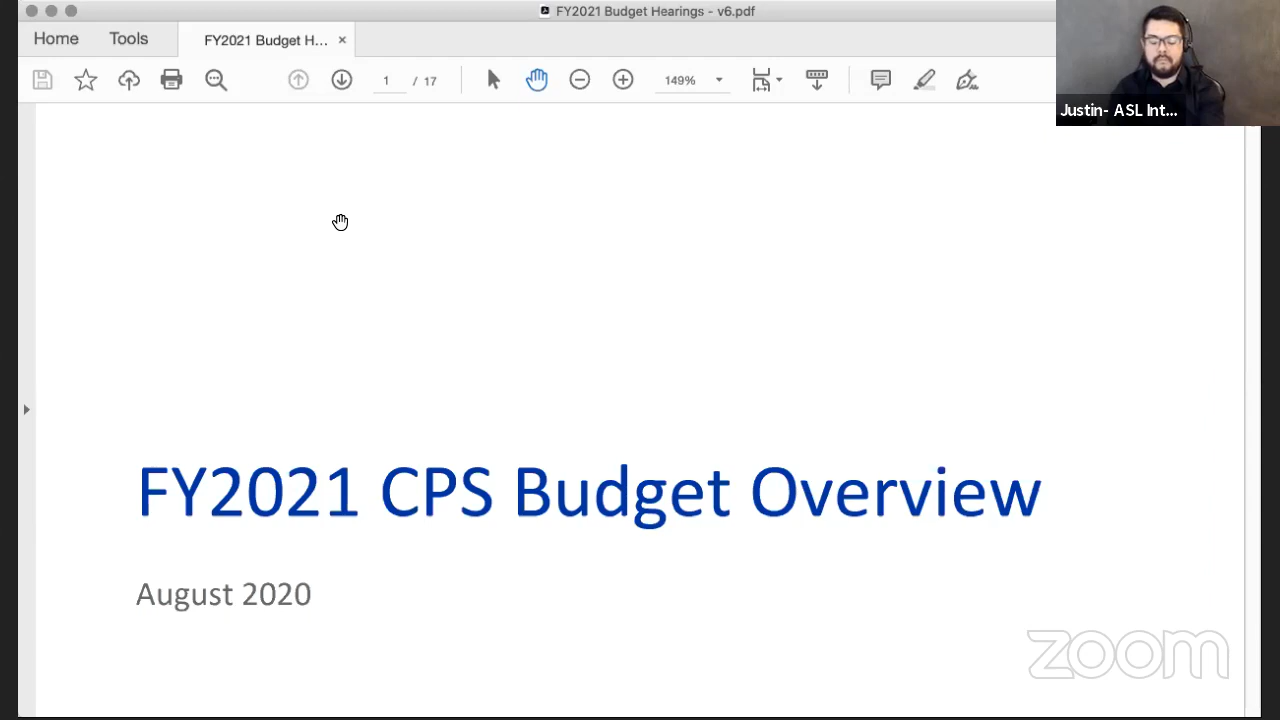 FY2021 Budget Hearings - v6.pdf
Home
Tools
FY2021 Budget H...
1 / 17
149%
Justin- ASL Int...
FY2021 CPS Budget Overview
August 2020
zoom